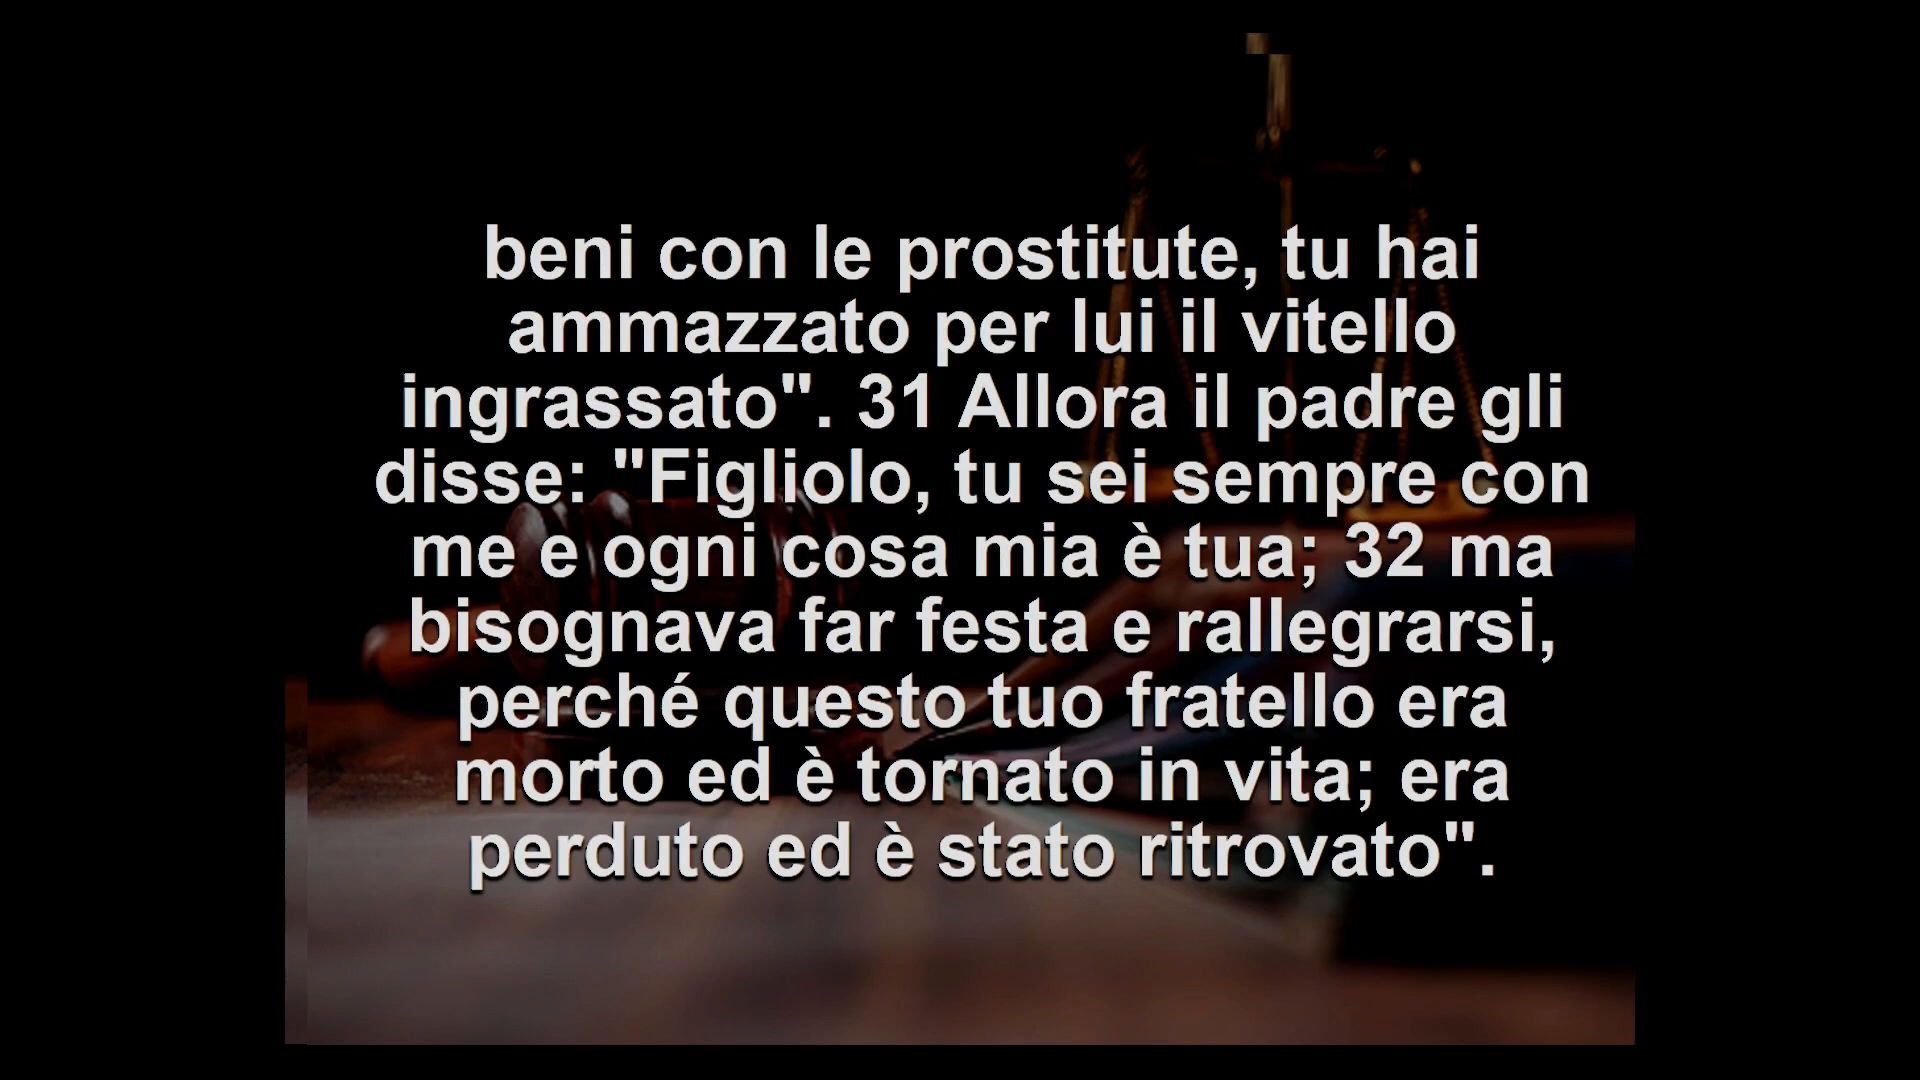 beni con le prostitute, tu hai
ammazzato per lui il vitello
ingrassato". 31 Allora il padre gli
disse: "Figliolo, tu sei sempre con
me e ogni cosa mia è tua; 32 ma
bisognava far festa e rallegrarsi,
perché questo tuo fratello era
morto ed è tornato in vita; era
perduto ed è stato ritrovato".